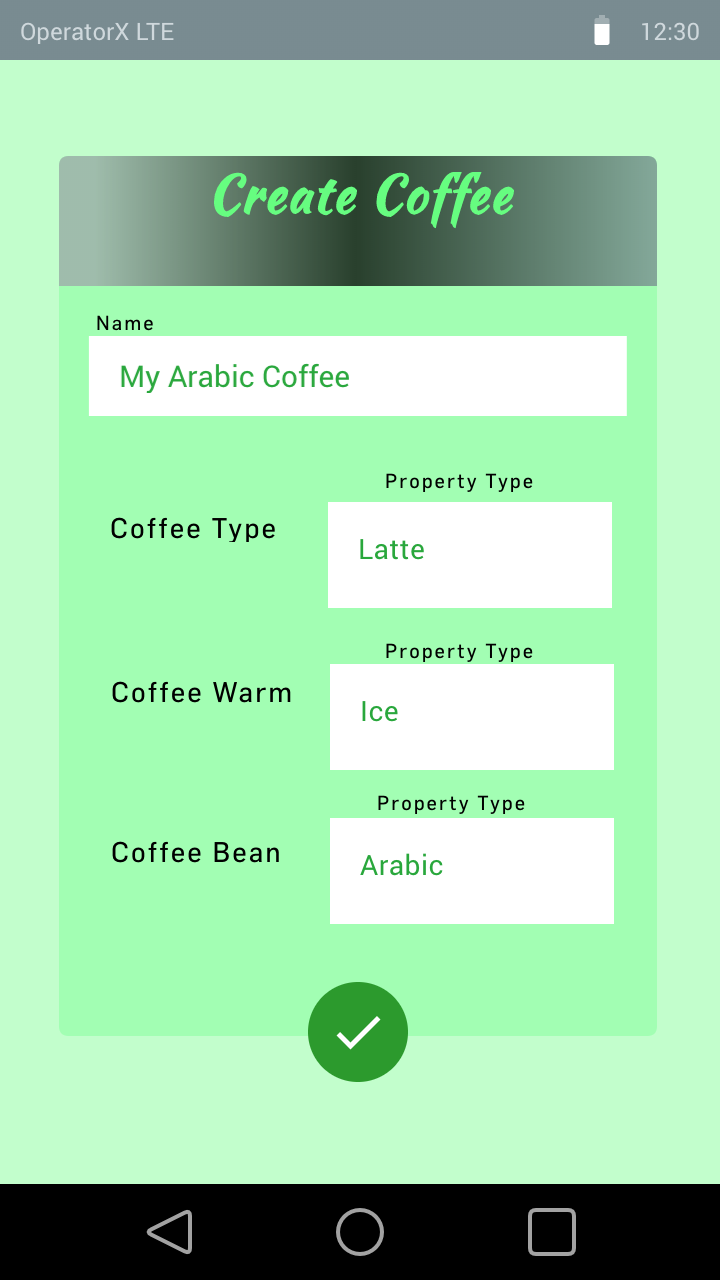 OperatorX LTE 12:30
Create Coffee
Name
My Arabic Coffee
Property Type
Coffee Type
Latte
Property Type
Coffee Warm
Ice
Property Type
Coffee Bean
Arabic